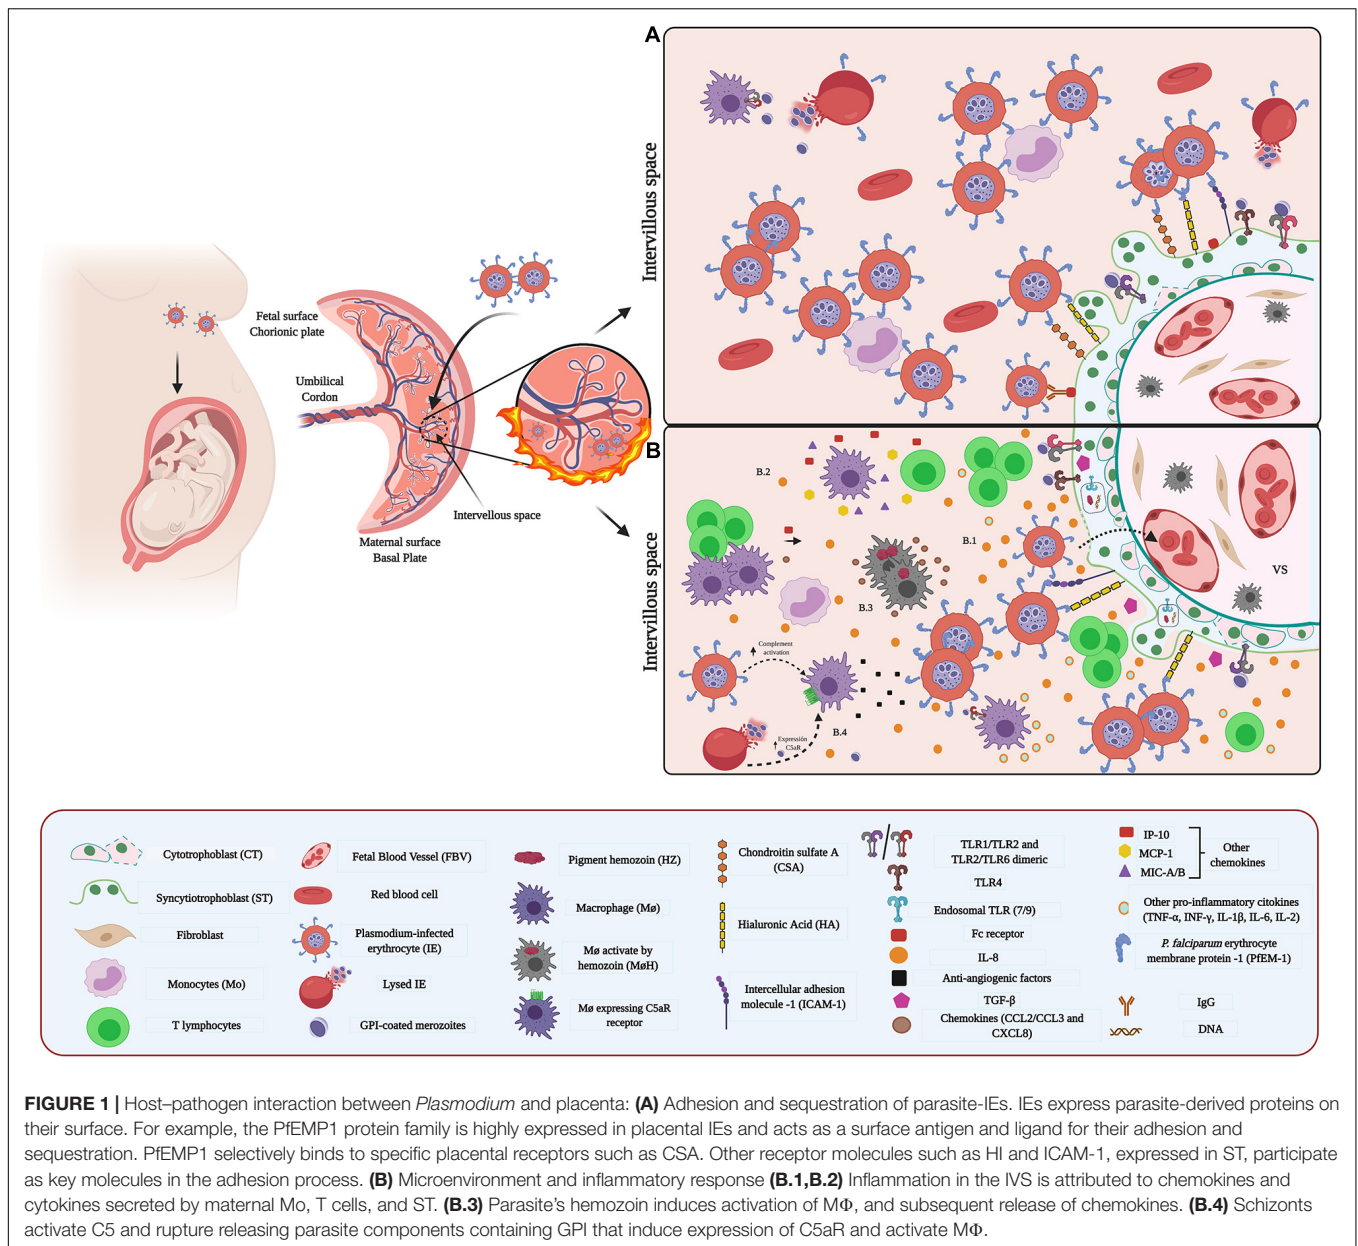 A
Intervillous space
Fetal surface
Chorionic plate
Umbilical
Cordon
Intervellous space
Maternal surface
Basal Plate
B
Intervillous space
B.2
B.1
B.3
Complement
activation
Expressión
C5aR
B.4
VS
Cytotrophoblast (CT)
Syncytiotrophoblast (ST)
Fibroblast
Monocytes (Mo)
T lymphocytes
Fetal Blood Vessel (FBV)
Red blood cell
Plasmodium-infected
erythrocyte (IE)
Lysed IE
GPI-coated merozoites
Pigment hemozoin (HZ)
Macrophage (Mø)
Mø activate by
hemozoin (MøH)
Mø expressing C5aR
receptor
Chondroitin sulfate A
(CSA)
Hialuronic Acid (HA)
Intercellular adhesion
molecule -1 (ICAM-1)
TLR1/TLR2 and
TLR2/TLR6 dimeric
TLR4
Endosomal TLR (7/9)
Fc receptor
IL-8
Anti-angiogenic factors
TGF-β
Chemokines (CCL2/CCL3 and
CXCL8)
IP-10
MCP-1
MIC-A/B
Other
chemokines
Other pro-inflammatory citokines
(TNF-α, INF-γ, IL-1β, IL-6, IL-2)
P. falciparum erythrocyte
membrane protein -1 (PfEM-1)
IgG
DNA
FIGURE 1 | Host–pathogen interaction between Plasmodium and placenta: (A) Adhesion and sequestration of parasite-IEs. IEs express parasite-derived proteins on
their surface. For example, the PfEMP1 protein family is highly expressed in placental IEs and acts as a surface antigen and ligand for their adhesion and
sequestration. PfEMP1 selectively binds to specific placental receptors such as CSA. Other receptor molecules such as HI and ICAM-1, expressed in ST, participate
as key molecules in the adhesion process. (B) Microenvironment and inflammatory response (B.1,B.2) Inflammation in the IVS is attributed to chemokines and
cytokines secreted by maternal Mo, T cells, and ST. (B.3) Parasite's hemozoin induces activation of MΦ, and subsequent release of chemokines. (B.4) Schizonts
activate C5 and rupture releasing parasite components containing GPI that induce expression of C5aR and activate MΦ.